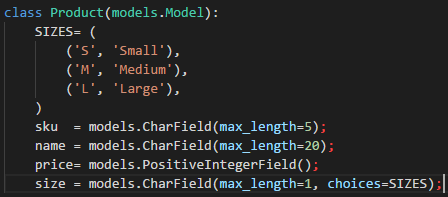 class Product(models.Model):
    SIZES= (
        ('S', 'Small'),
        ('M', 'Medium'),
        ('L', 'Large'),
    )
    sku  = models.CharField(max_length=5);
    name = models.CharField(max_length=20);
    price= models.PositiveIntegerField();
    size = models.CharField(max_length=1, choices=SIZES);